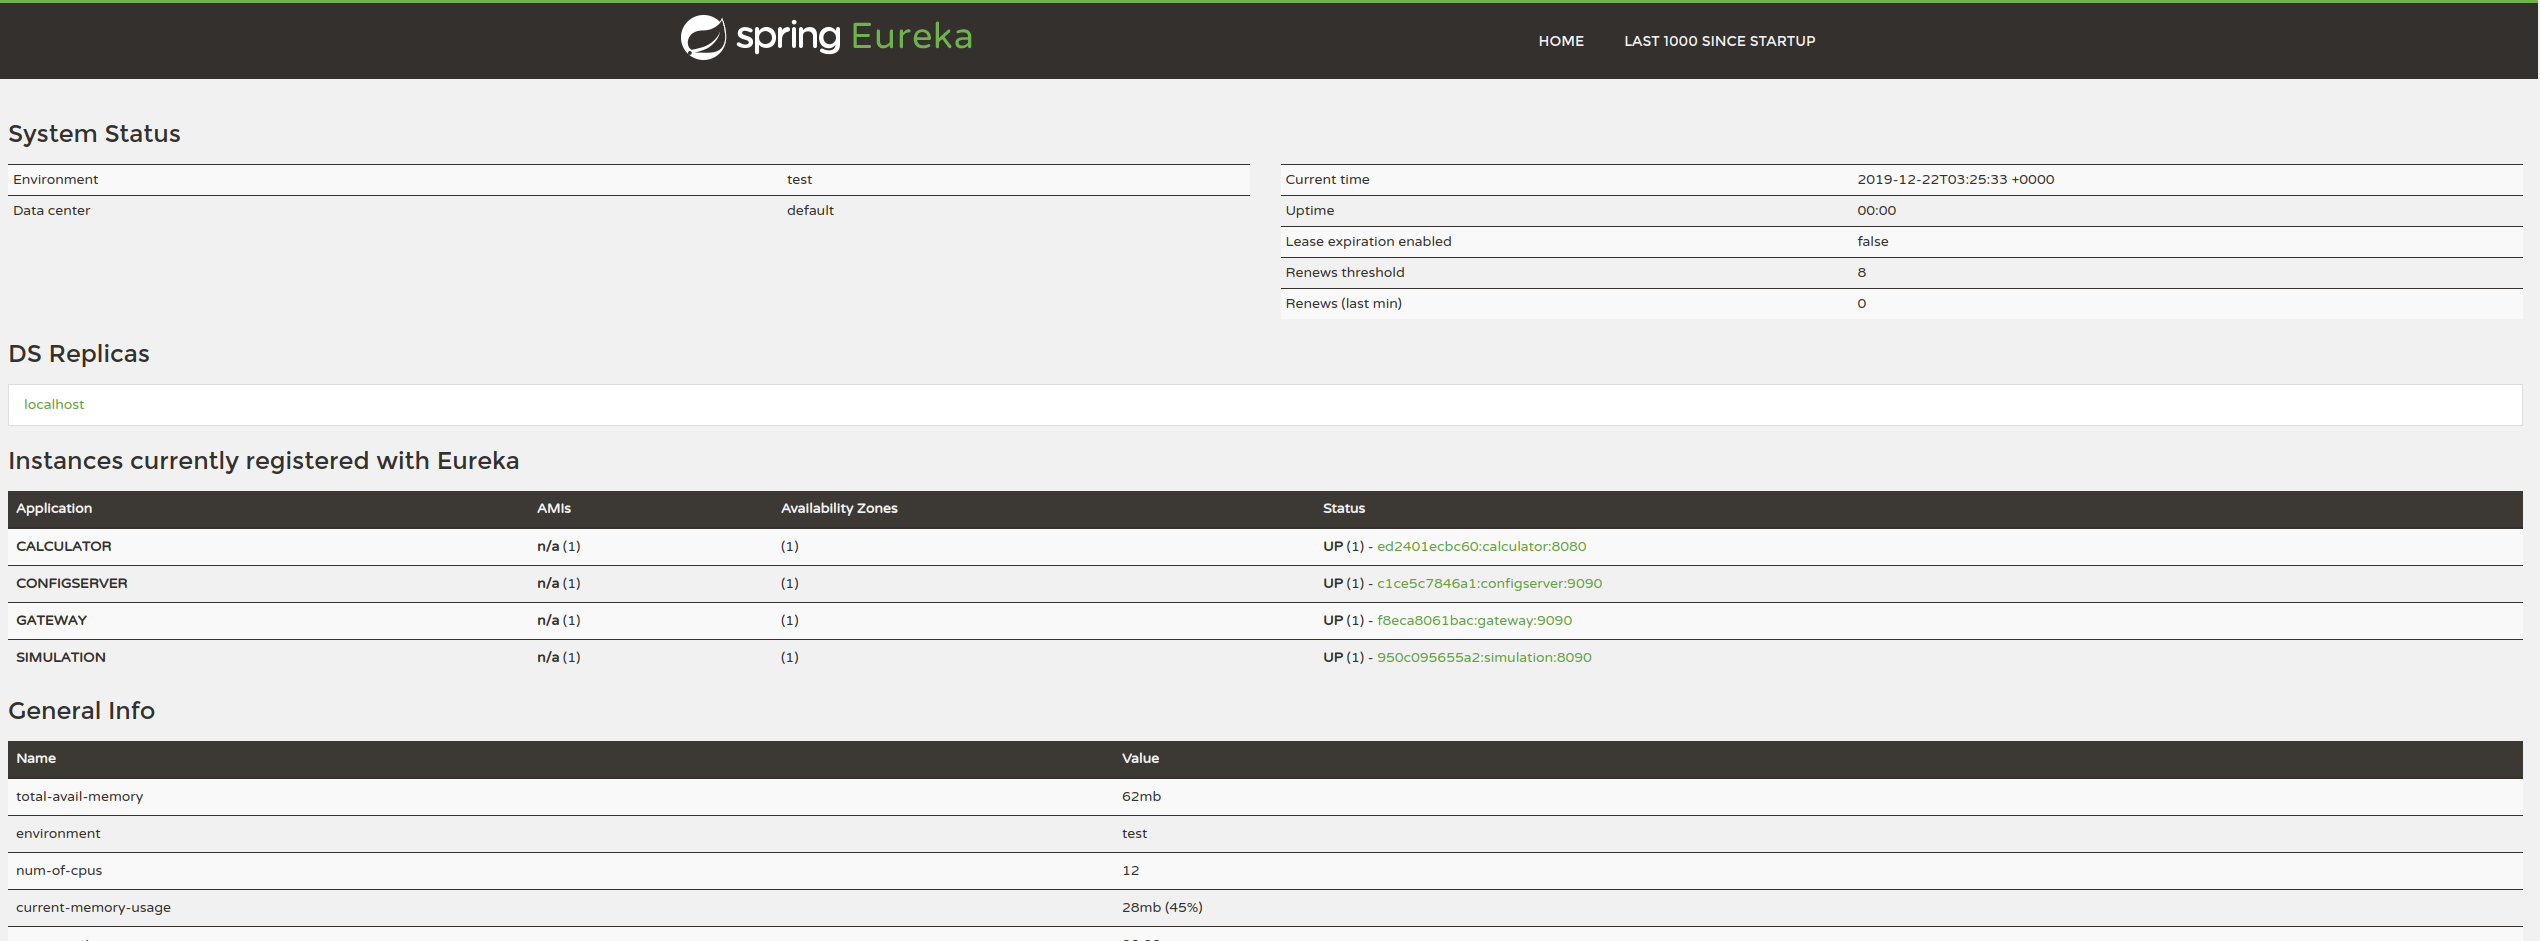 spring Eureka
HOME LAST 1000 SINCE STARTUP
System Status
Environment test
Data center default
Current time 2019-12-22T03:25:33 +0000
Uptime 00:00
Lease expiration enabled false
Renews threshold 8
Renews (last min) 0
DS Replicas
localhost
Instances currently registered with Eureka
Application AMIs Availability Zones Status
CALCULATOR n/a (1) (1) UP (1) - ed2401ecbc60:calculator:8080
CONFIGSERVER n/a (1) (1) UP (1) - c1ce5c7846a1:configserver:9090
GATEWAY n/a (1) (1) UP (1) - f8eca8061bac:gateway:9090
SIMULATION n/a (1) (1) UP (1) - 950c095655a2:simulation:8090
General Info
Name Value
total-avail-memory 62mb
environment test
num-of-cpus 12
current-memory-usage 28mb (45%)